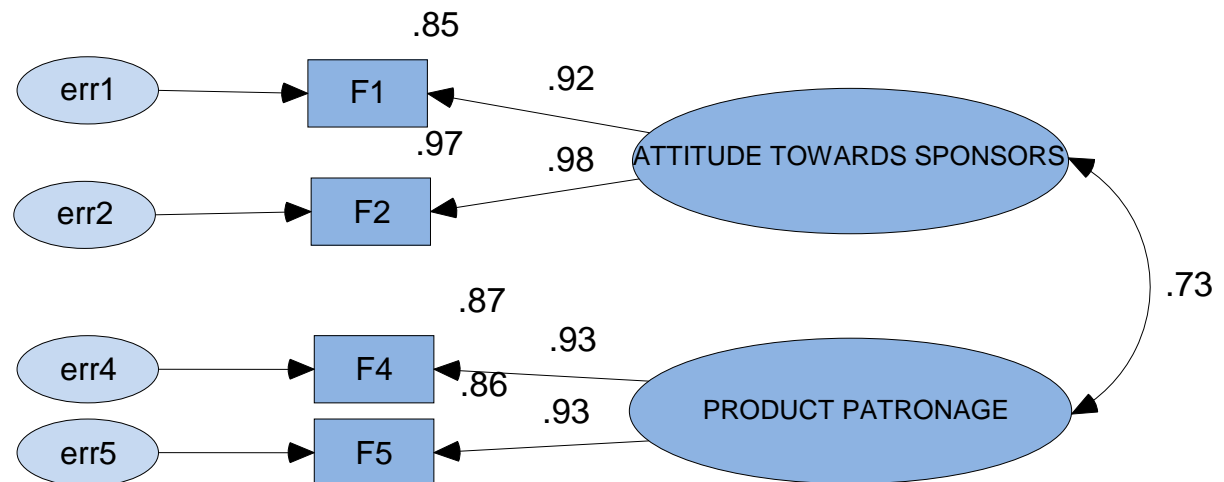 .85
err1
F1
.92
ATTITUDE TOWARDS SPONSORS
.97
.98
err2
F2
.73
.87
err4
F4
.93
.86
PRODUCT PATRONAGE
.93
err5
F5